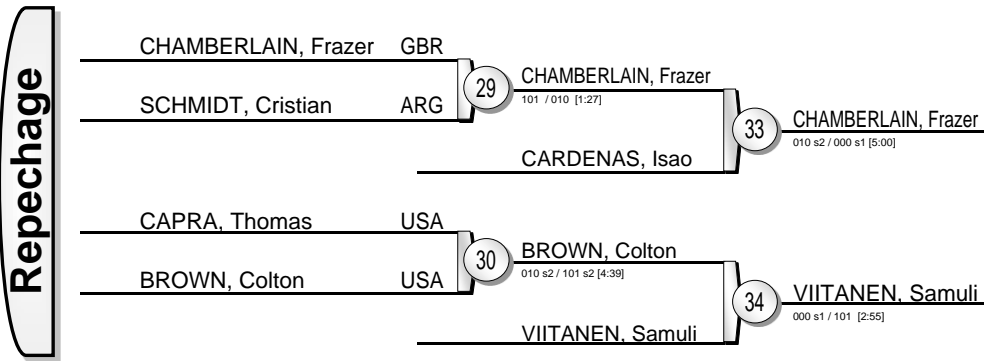 Repechage
CHAMBERLAIN, Frazer GBR
SCHMIDT, Cristian ARG
29
CHAMBERLAIN, Frazer
101 / 010 [1:27]
CARDENAS, Isao
33
CHAMBERLAIN, Frazer
010 s2 / 000 s1 [5:00]
CAPRA, Thomas USA
BROWN, Colton USA
30
BROWN, Colton
010 s2 / 101 s2 [4:39]
VIITANEN, Samuli
34
VIITANEN, Samuli
000 s1 / 101 [2:55]